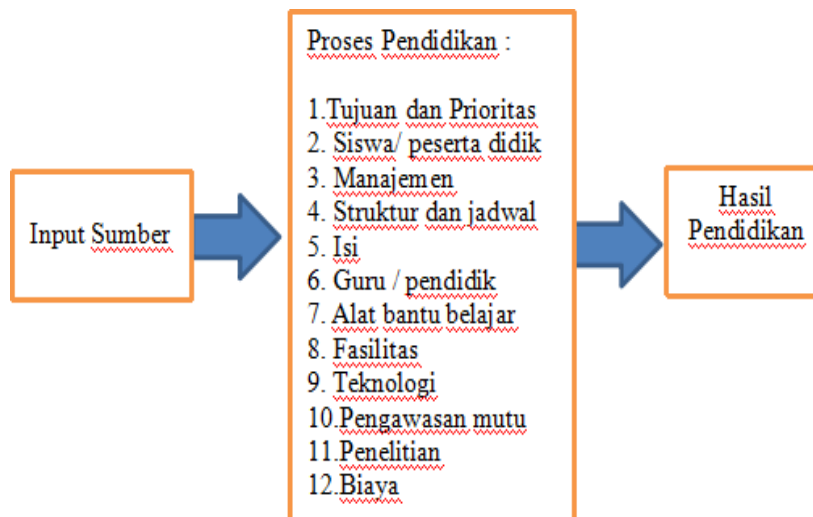 Input Sumber
Proses Pendidikan :
1.Tujuan dan Prioritas
2. Siswa/ peserta didik
3. Manajemen
4. Struktur dan jadwal
5. Isi
6. Guru / pendidik
7. Alat bantu belajar
8. Fasilitas
9. Teknologi
10.Pengawasan mutu
11.Penelitian
12.Biaya
Hasil
Pendidikan